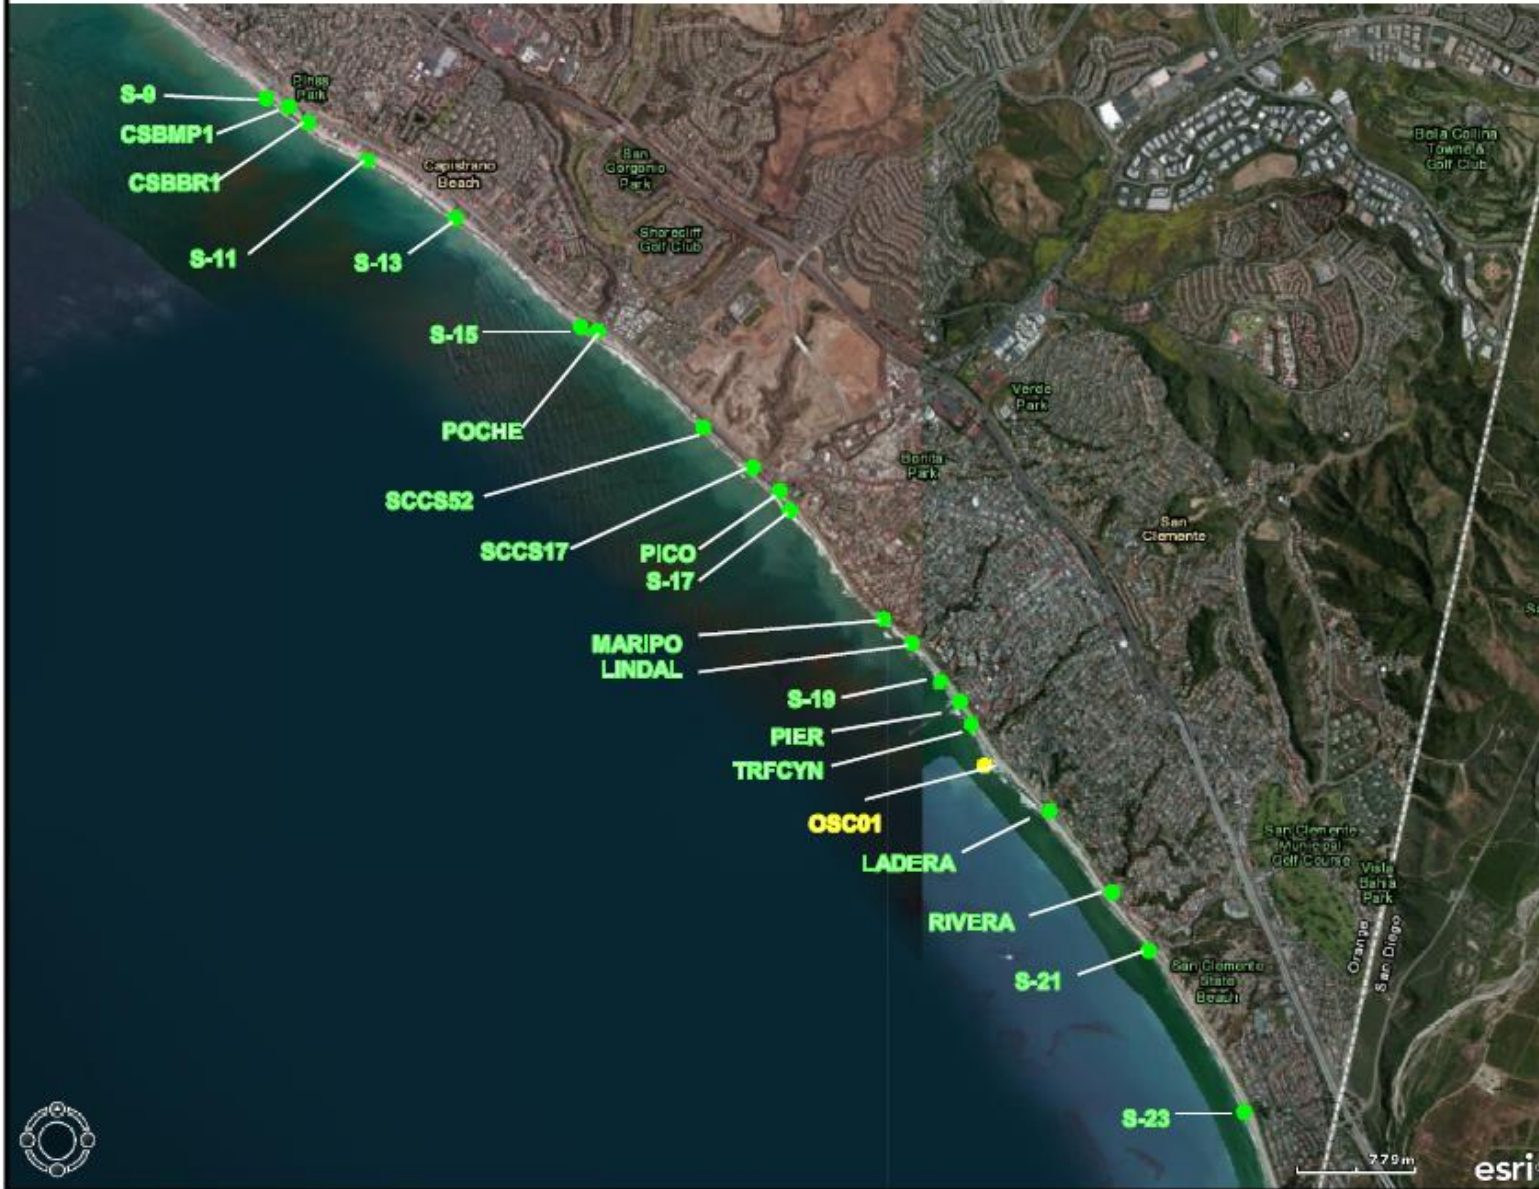 S-9
Pines
Park
CSBMP1
CSBBR1
Capistrano
Beach
San
Gorgonio
Park
Bella Collina
Towne &
Golf Club
S-11
S-13
Shorecliff
Golf Club
S-15
POCHE
Verde
Park
Bonita
Park
SCCS52
SCCS17
PICO
S-17
San
Clemente
MARIPO
LINDAL
S-19
PIER
TRFCYN
OSC01
LADERA
San Clemente
Municipal
Golf Course
Vista
Bahia
Park
RIVERA
Orange
San Diego
S-21
San Clemente
State
Beach
S-23
779m
esri